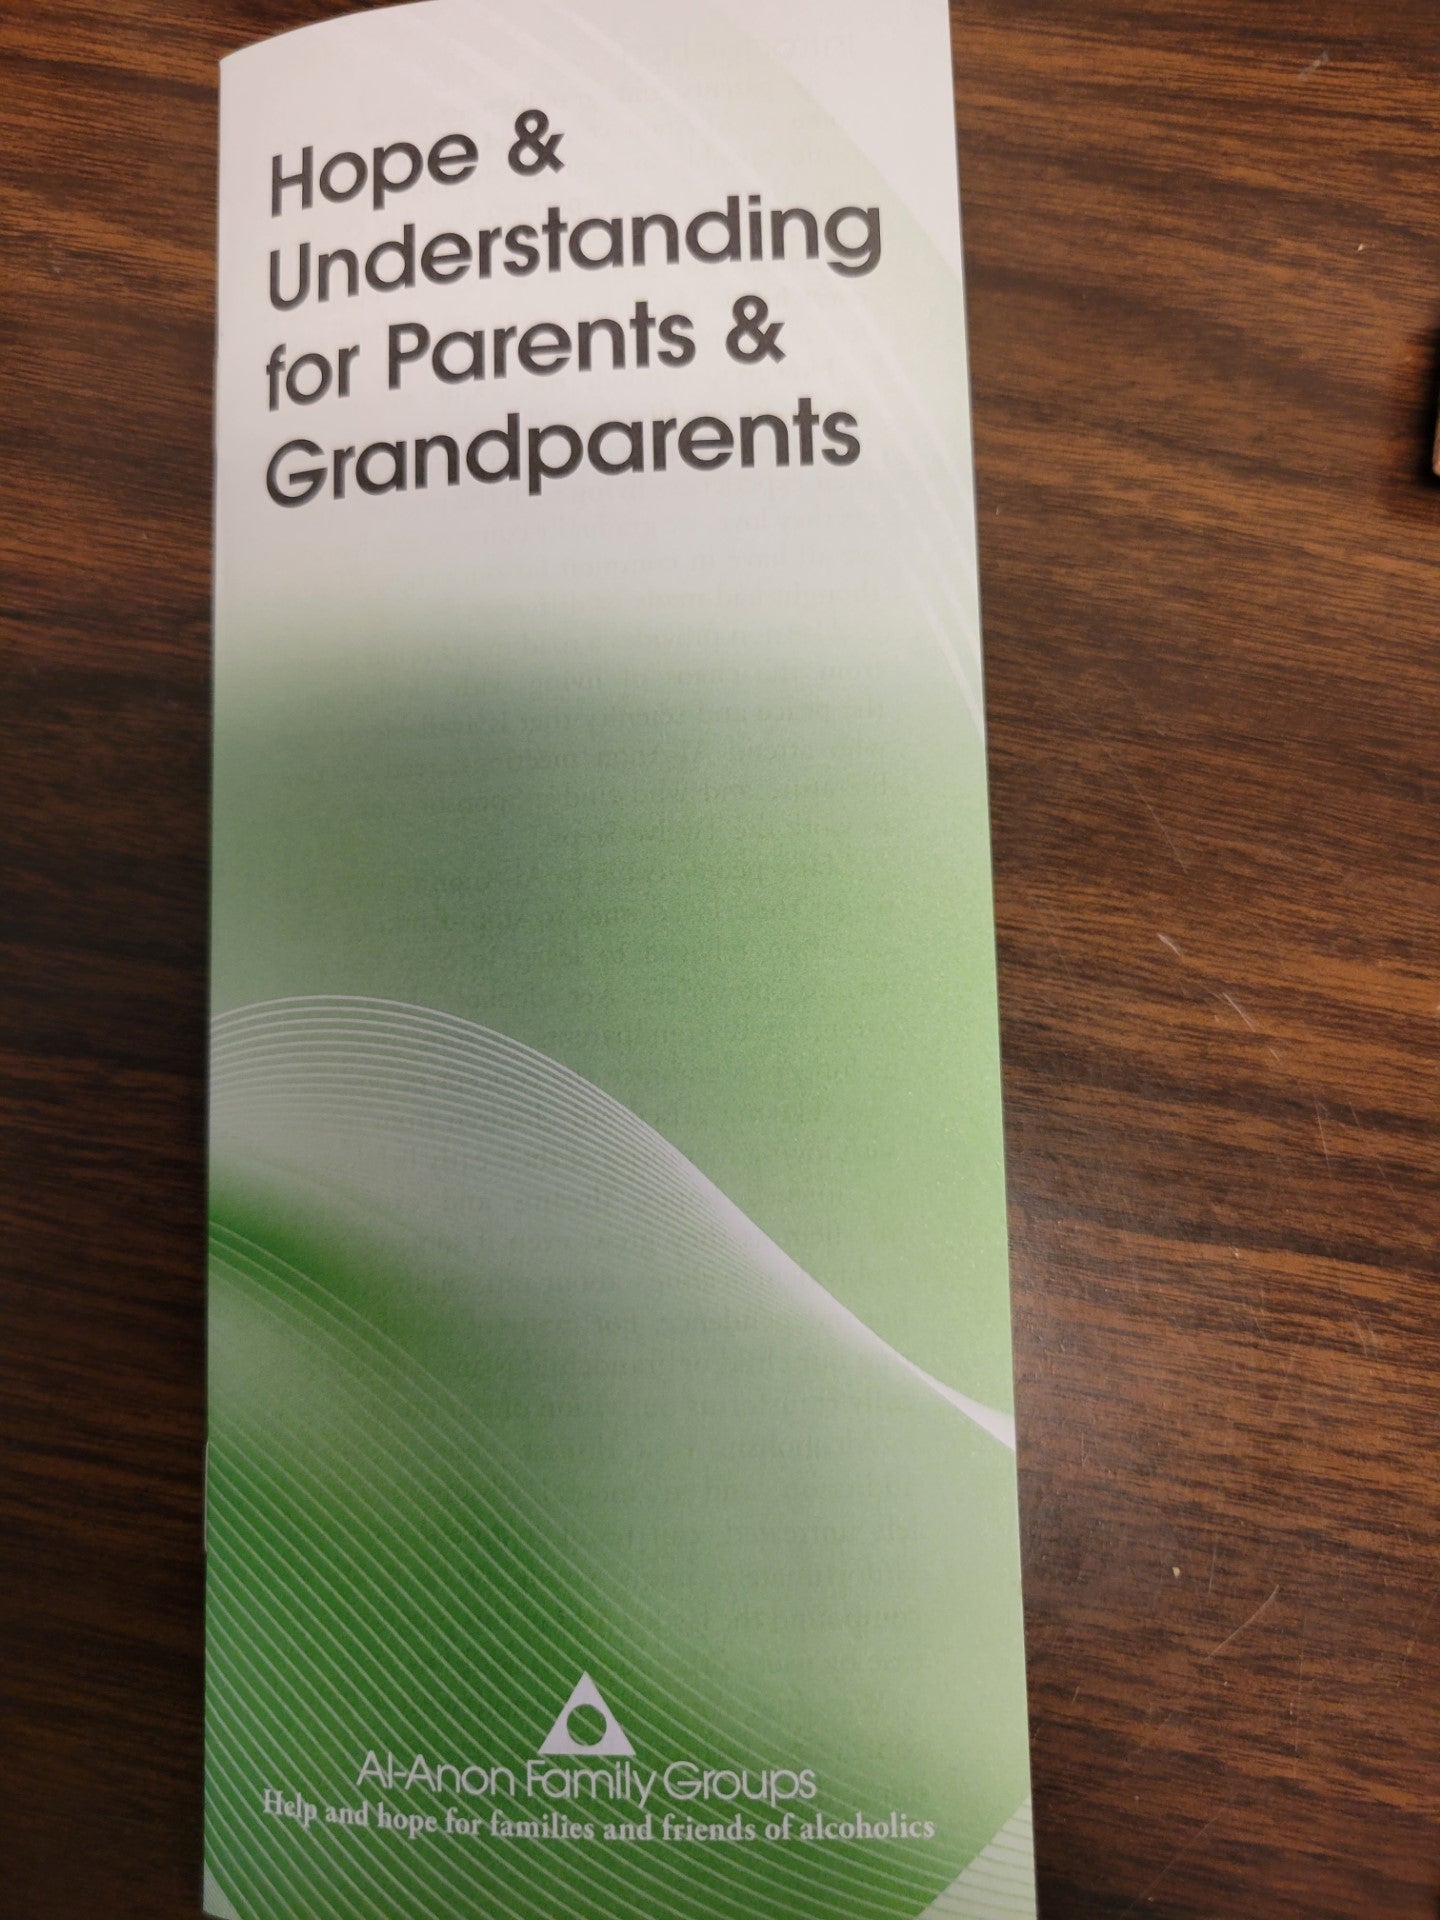 Hope &
Understanding
for Parents &
Grandparents
Al-Anon Family Groups
Help and hope for families and friends of alcoholics